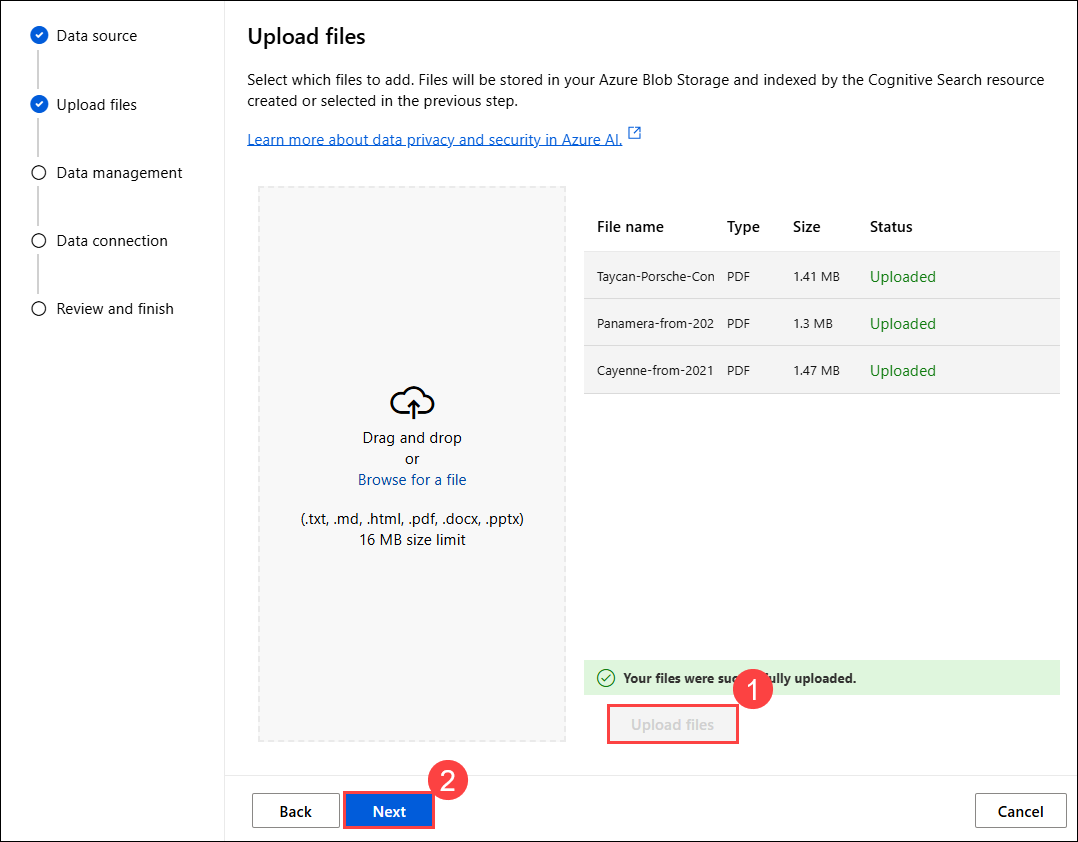 Data source
Upload files
Data management
Data connection
Review and finish
Upload files
Select which files to add. Files will be stored in your Azure Blob Storage and indexed by the Cognitive Search resource
created or selected in the previous step.
Learn more about data privacy and security in Azure AI.
Drag and drop
or
Browse for a file
(.txt, .md, .html, .pdf, .docx, .pptx)
16 MB size limit
File name Type Size Status
Taycan-Porsche-Con PDF 1.41 MB Uploaded
Panamera-from-202 PDF 1.3 MB Uploaded
Cayenne-from-2021 PDF 1.47 MB Uploaded
Your files were successfully uploaded.
1
Upload files
2
Back Next Cancel